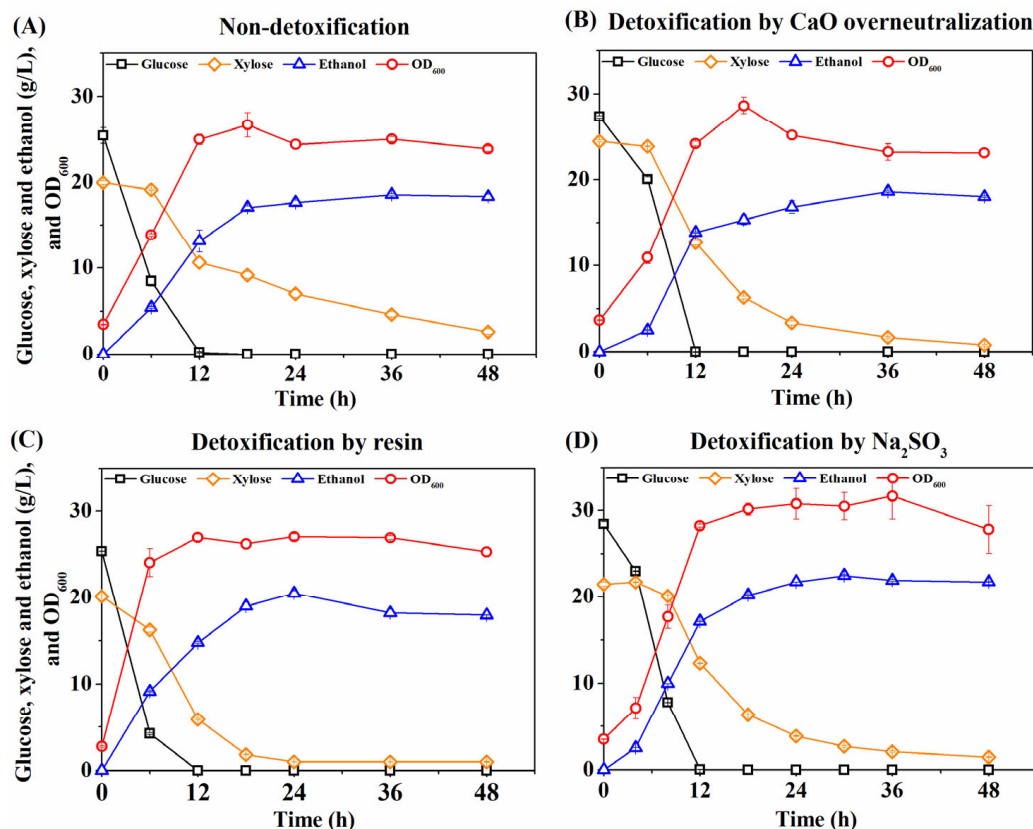 (A)
Non-detoxification
Glucose Xylose Ethanol OD600
Glucose, xylose and ethanol (g/L),
and OD600
30
20
10
0
0 12 24 36 48
Time (h)
(B)
Detoxification by CaO overneutralization
Glucose Xylose Ethanol OD600
30
20
10
0
0 12 24 36 48
Time (h)
(C)
Detoxification by resin
Glucose Xylose Ethanol OD600
Glucose, xylose and ethanol (g/L),
and OD600
30
20
10
0
0 12 24 36 48
Time (h)
(D)
Detoxification by Na2SO3
Glucose Xylose Ethanol OD600
30
20
10
0
0 12 24 36 48
Time (h)